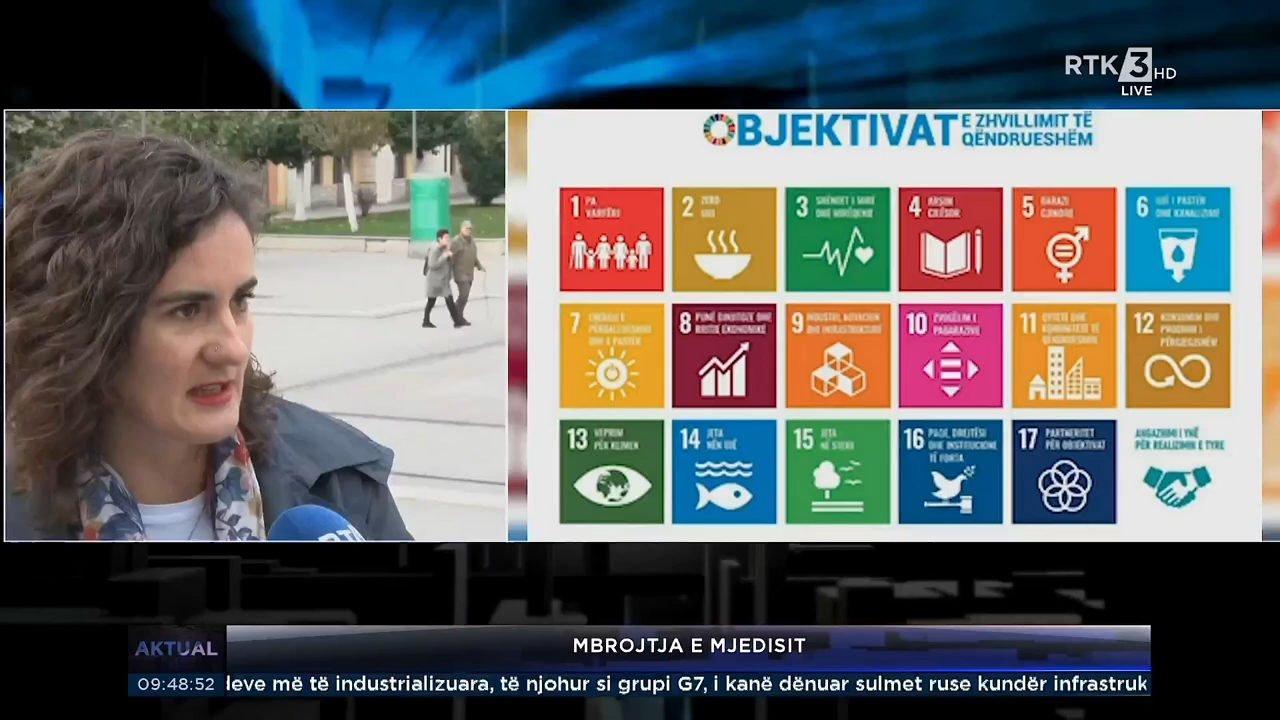 RTK 3 HD
LIVE
OBJEKTIVAT E ZHVILLIMIT TË
QËNDRUESHËM
1 PA
VARFËRI
2 ZERO
URI
3 SHËNDET I MIRË
DHE MIRËQENIE
4 ARSIM
CILËSOR
5 BARAZI
GJINORE
6 UJË I PASTËR
DHE KANALIZIME
7 ENERGJI E
PËRBALLUESHME
DHE E PASTËR
8 PUNË DINJITOZE DHE
RRITJE EKONOMIKE
9 INDUSTRI, INOVACION
DHE INFRASTRUKTURË
10 ZVOGËLIM I
PABARAZIVE
11 QYTETE DHE
KOMUNITETE TË
QËNDRUESHME
12 KONSUMIM DHE
PRODHIM I
PËRGJEGJSHËM
13 VEPRIM
PËR KLIMËN
14 JETA
NËN UJË
15 JETA
NË STERË
16 PAQE, DREJTËSI
DHE INSTITUCIONE
TË FORTA
17 PARTNERITET
PËR OBJEKTIVAT
ANGAZHIMI I YNË
PËR REALIZIMIN E TYRE
RTK
AKTUAL
MBROJTJA E MJEDISIT
09:48:52
deve më të industrializuara, të njohur si grupi G7, i kanë dënuar sulmet ruse kundër infrastruk